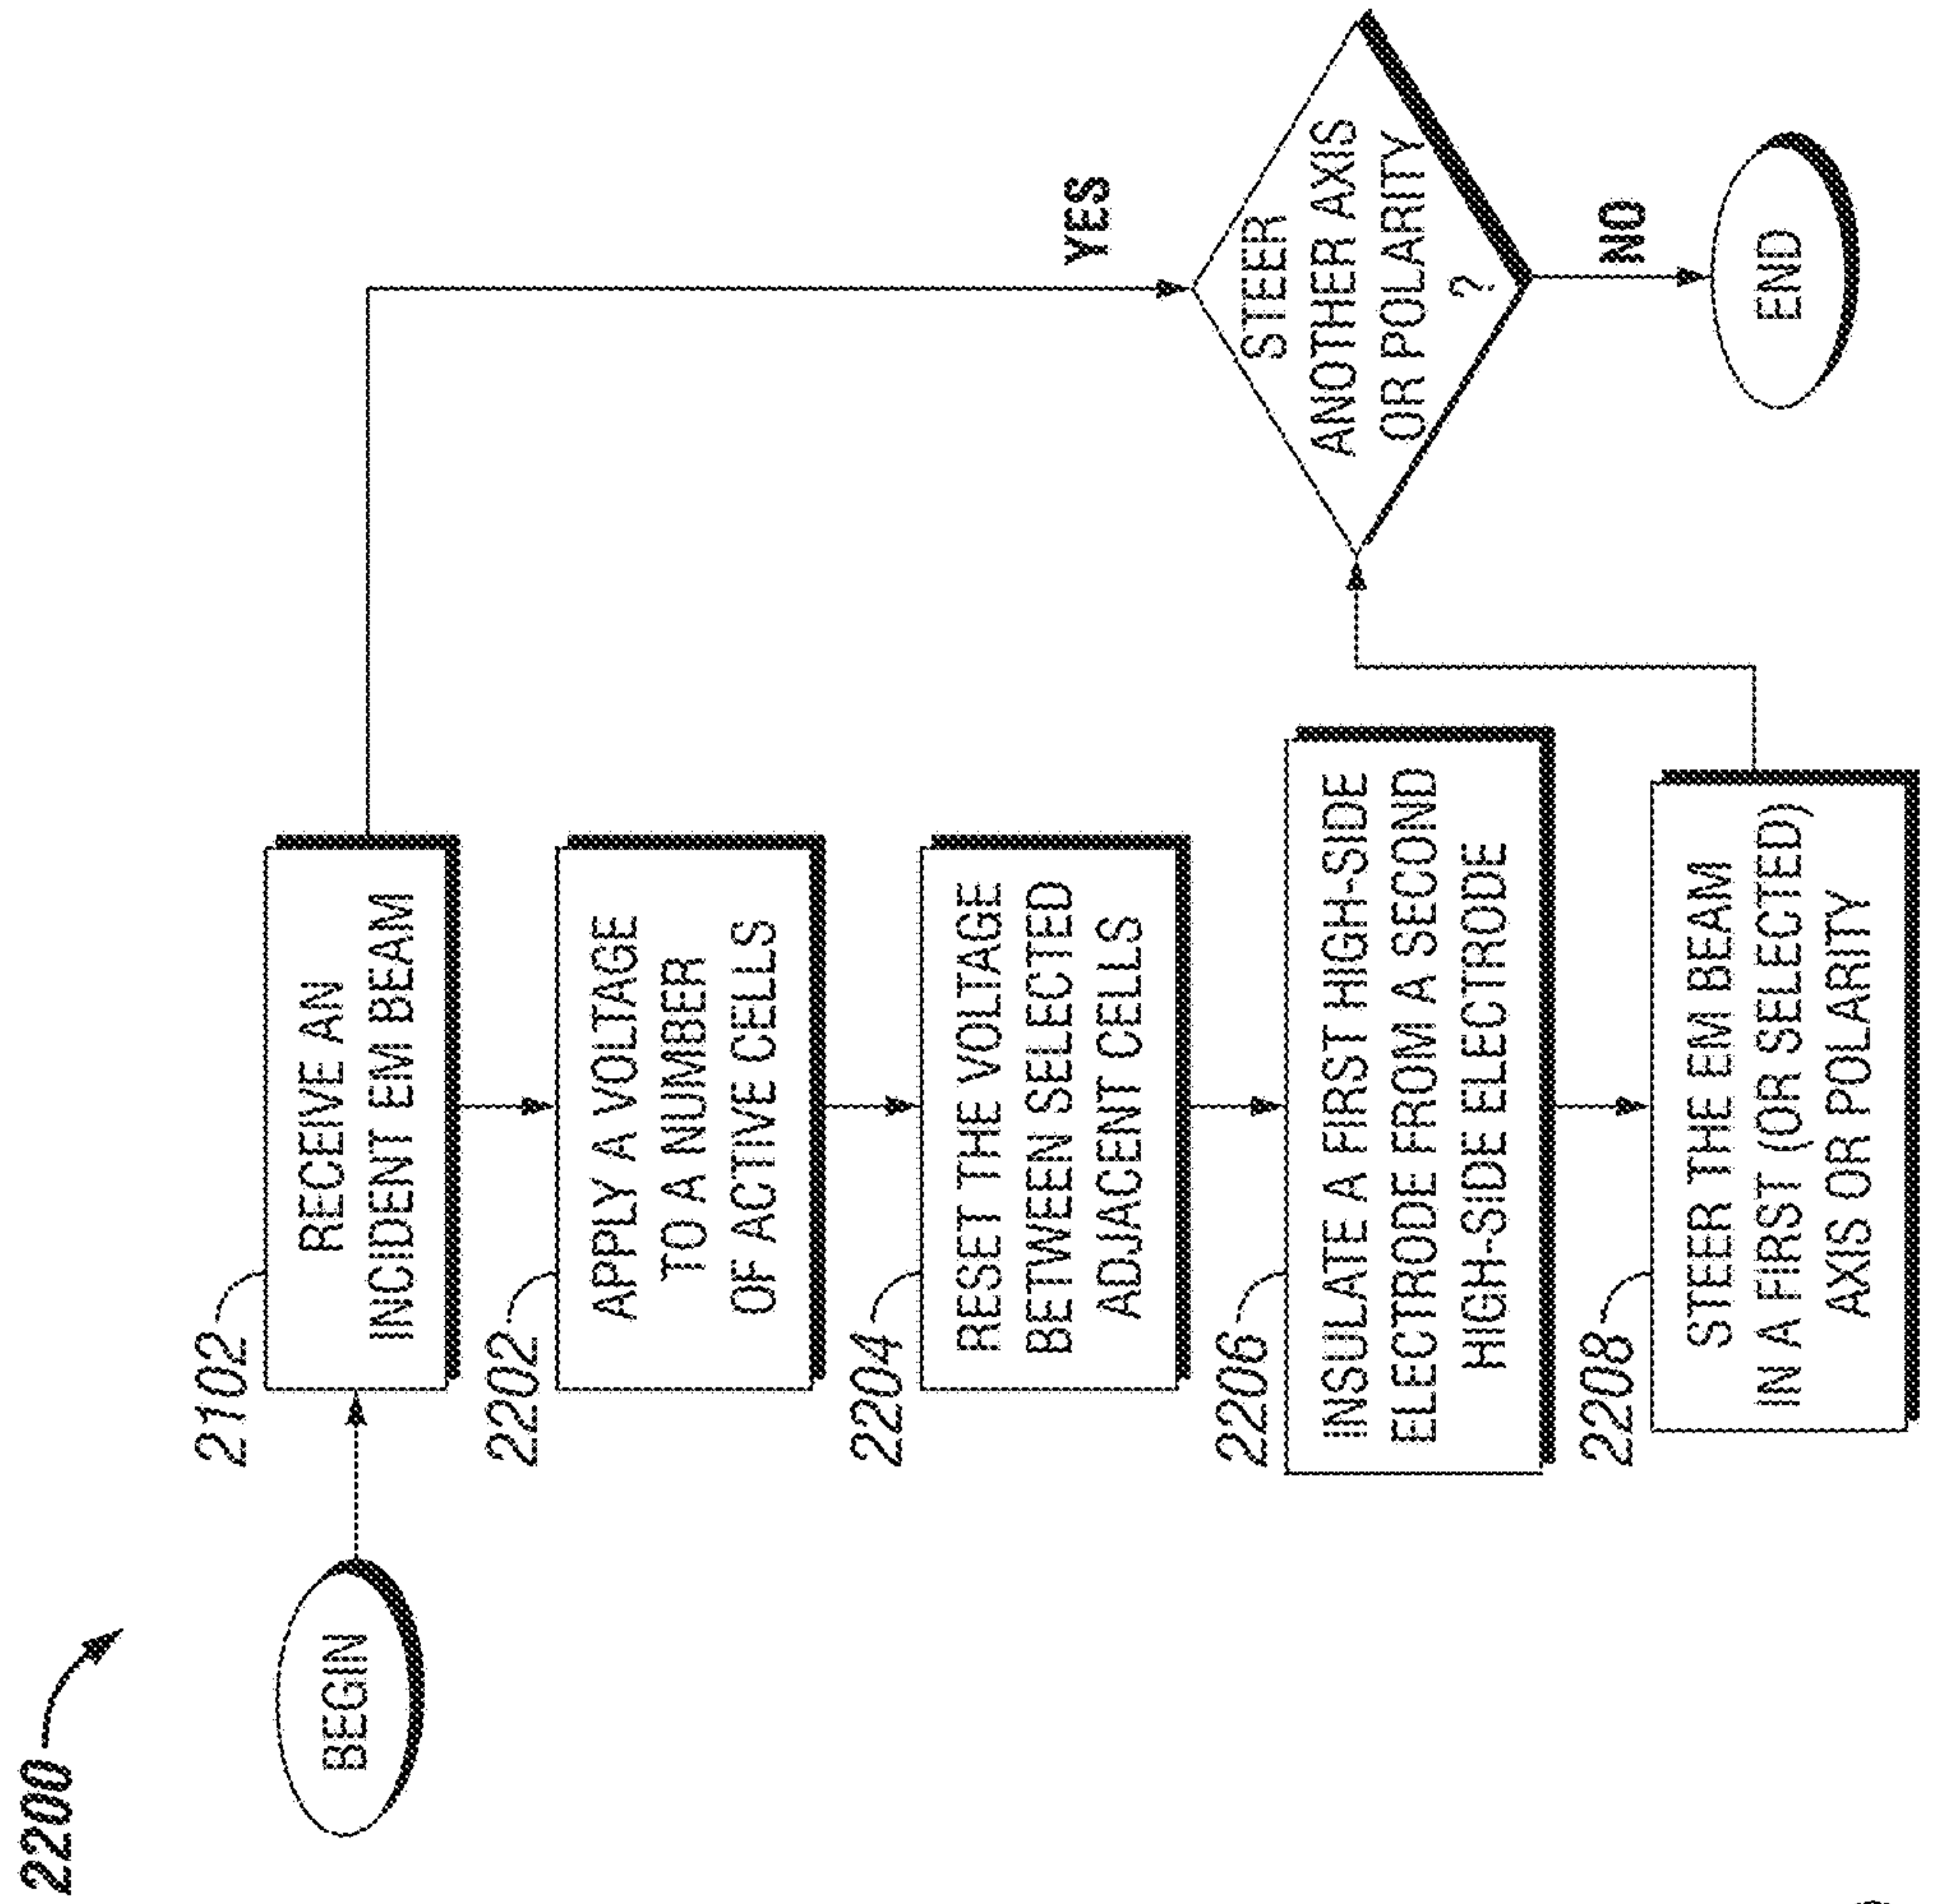 2200
BEGIN
2102
RECEIVE AN
INCIDENT EM BEAM
2202
APPLY A VOLTAGE
TO A NUMBER
OF ACTIVE CELLS
2204
RESET THE VOLTAGE
BETWEEN SELECTED
ADJACENT CELLS
2206
INSULATE A FIRST HIGH-SIDE
ELECTRODE FROM A SECOND
HIGH-SIDE ELECTRODE
2208
STEER THE EM BEAM
IN A FIRST (OR SELECTED)
AXIS OR POLARITY
YES
STEER
ANOTHER AXIS
OR POLARITY
?
NO
END